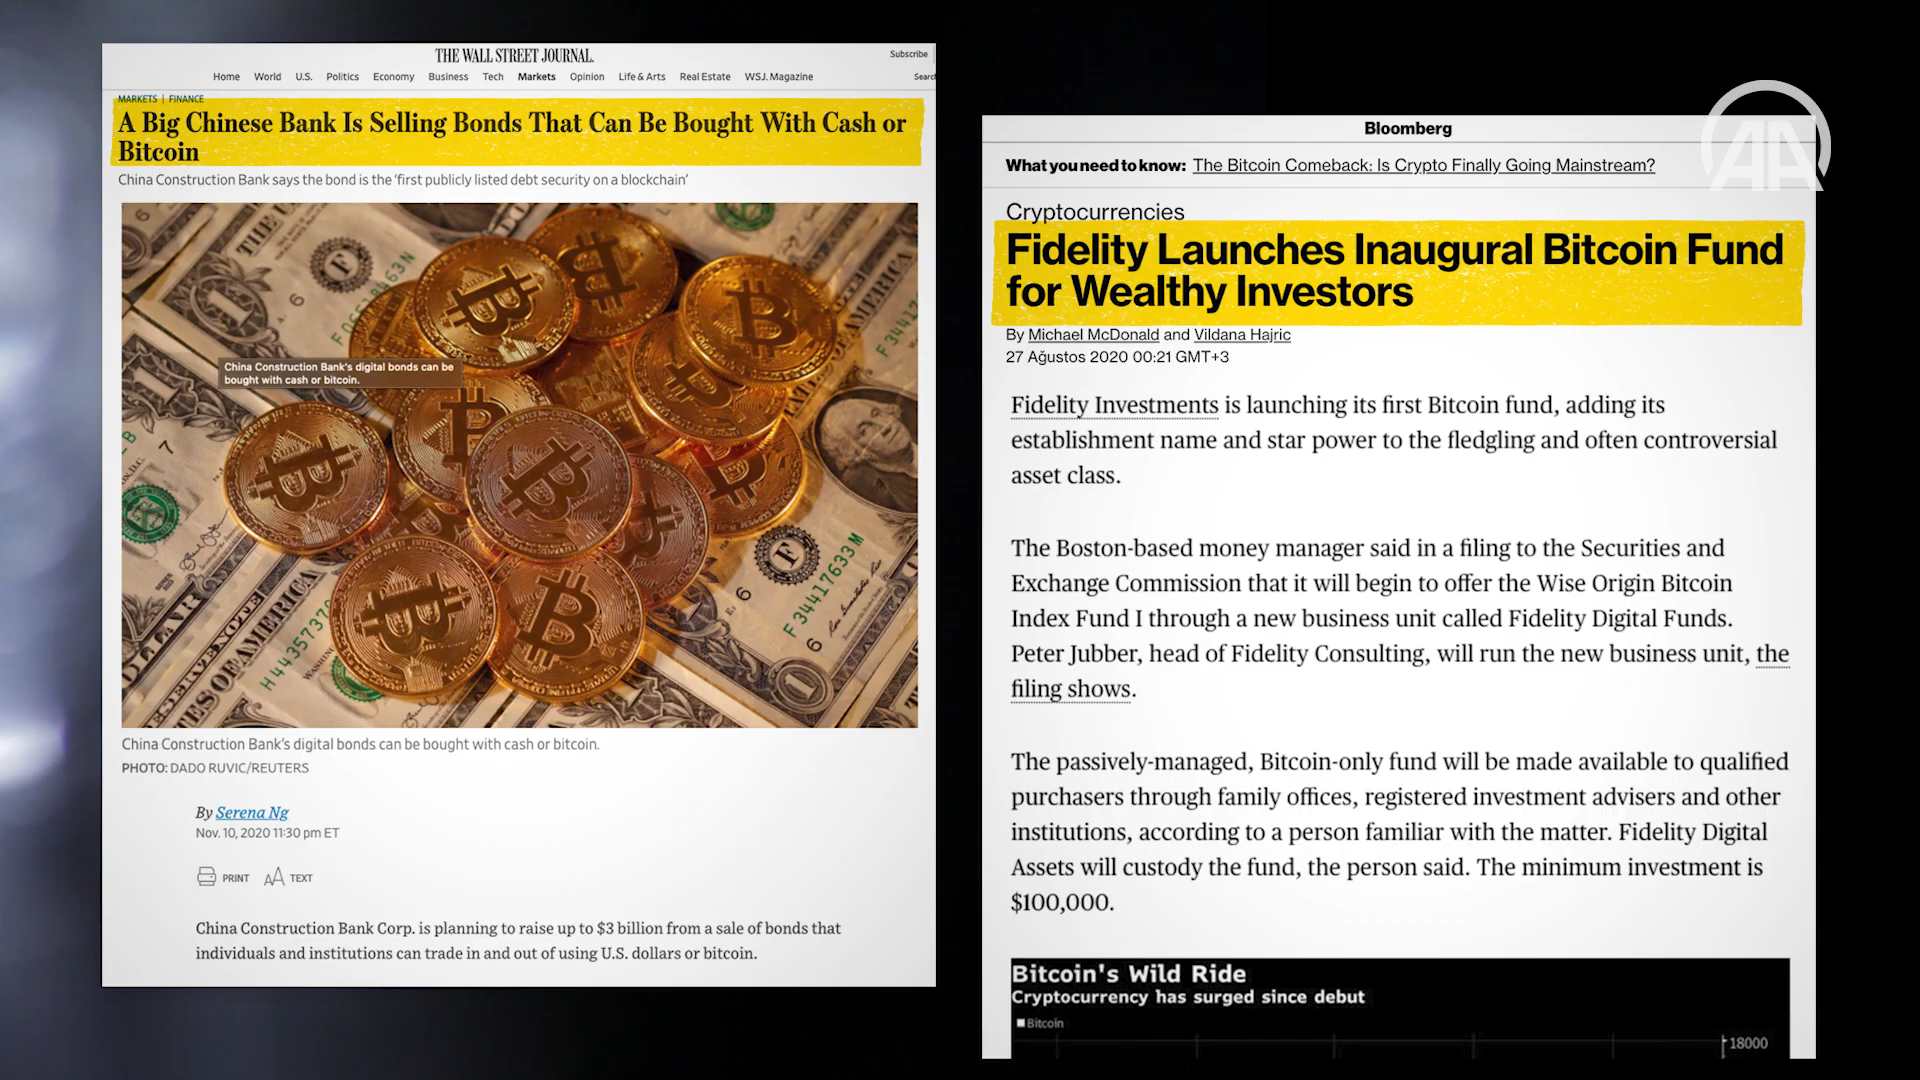 THE WALL STREET JOURNAL.
Subscribe
Home World U.S. Politics Economy Business Tech Markets Opinion Life & Arts Real Estate WSJ. Magazine
MARKETS | FINANCE
A Big Chinese Bank Is Selling Bonds That Can Be Bought With Cash or
Bitcoin
China Construction Bank says the bond is the ‘first publicly listed debt security on a blockchain’
China Construction Bank's digital bonds can be
bought with cash or bitcoin.
China Construction Bank’s digital bonds can be bought with cash or bitcoin.
PHOTO: DADO RUVIC/REUTERS
By Serena Ng
Nov. 10, 2020 11:30 pm ET
PRINT AA TEXT
China Construction Bank Corp. is planning to raise up to $3 billion from a sale of bonds that
individuals and institutions can trade in and out of using U.S. dollars or bitcoin.
AA
Bloomberg
What you need to know: The Bitcoin Comeback: Is Crypto Finally Going Mainstream?
Cryptocurrencies
Fidelity Launches Inaugural Bitcoin Fund
for Wealthy Investors
By Michael McDonald and Vildana Hajric
27 Ağustos 2020 00:21 GMT+3
Fidelity Investments is launching its first Bitcoin fund, adding its
establishment name and star power to the fledgling and often controversial
asset class.
The Boston-based money manager said in a filing to the Securities and
Exchange Commission that it will begin to offer the Wise Origin Bitcoin
Index Fund I through a new business unit called Fidelity Digital Funds.
Peter Jubber, head of Fidelity Consulting, will run the new business unit, the
filing shows.
The passively-managed, Bitcoin-only fund will be made available to qualified
purchasers through family offices, registered investment advisers and other
institutions, according to a person familiar with the matter. Fidelity Digital
Assets will custody the fund, the person said. The minimum investment is
$100,000.
Bitcoin's Wild Ride
Cryptocurrency has surged since debut
Bitcoin
18000